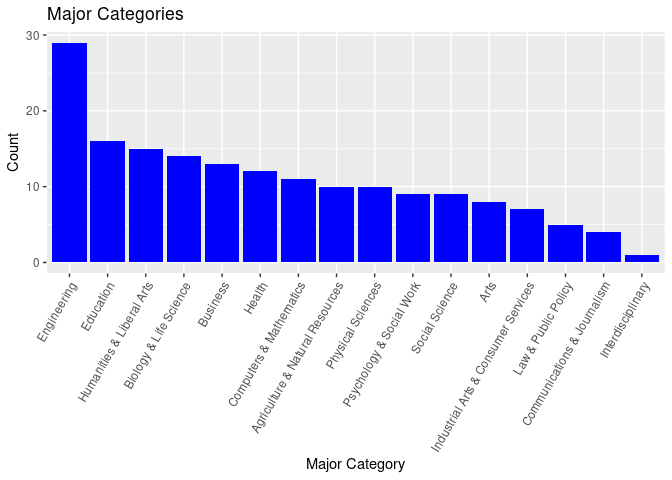 Major Categories
Count
30
20
10
0
Engineering
Education
Humanities & Liberal Arts
Biology & Life Science
Business
Health
Computers & Mathematics
Agriculture & Natural Resources
Physical Sciences
Psychology & Social Work
Social Science
Arts
Industrial Arts & Consumer Services
Law & Public Policy
Communications & Journalism
Interdisciplinary
Major Category